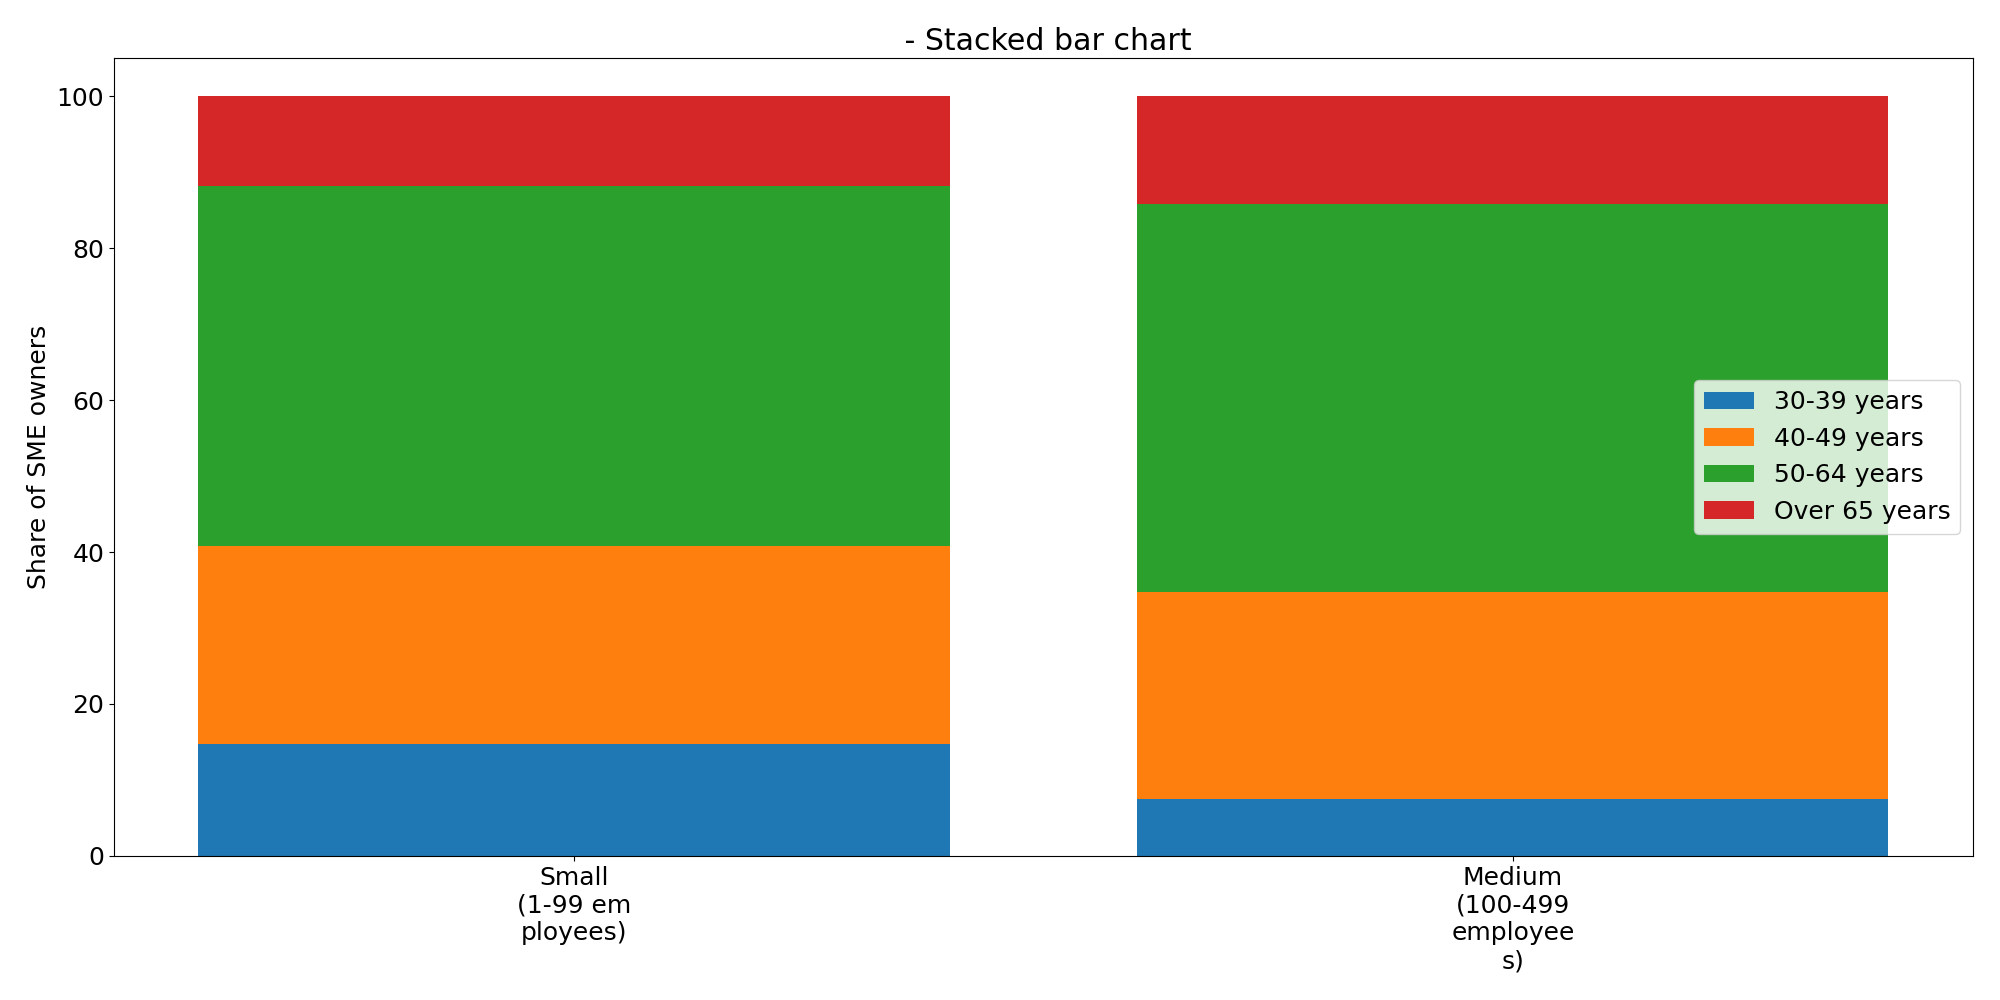 - Stacked bar chart
Share of SME owners
100
80
60
40
20
0
30-39 years
40-49 years
50-64 years
Over 65 years
Small
(1-99 em
ployees)
Medium
(100-499
employee
s)